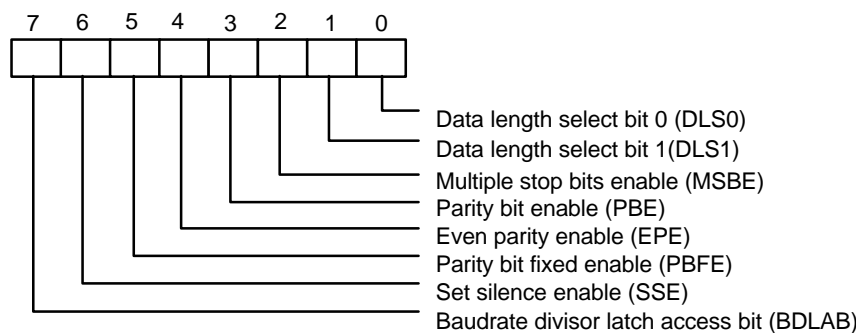 7 6 5 4 3 2 1 0
Data length select bit 0 (DLS0)
Data length select bit 1(DLS1)
Multiple stop bits enable (MSBE)
Parity bit enable (PBE)
Even parity enable (EPE)
Parity bit fixed enable (PBFE)
Set silence enable (SSE)
Baudrate divisor latch access bit (BDLAB)